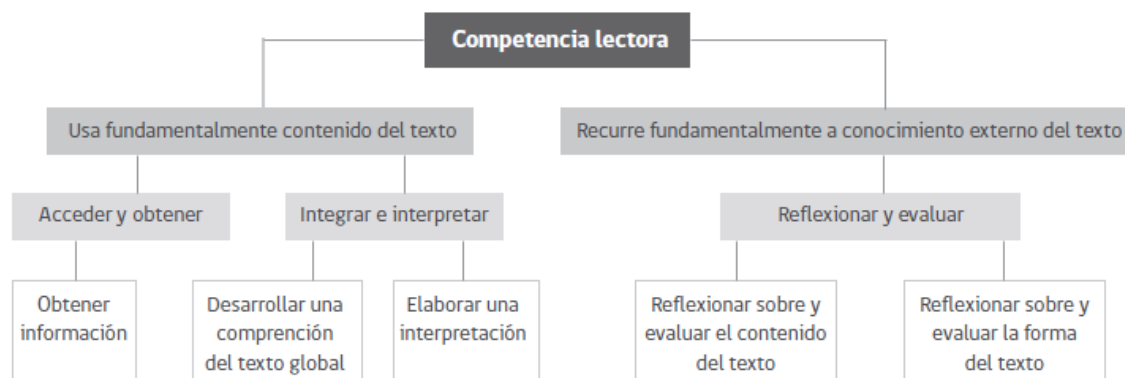 Competencia lectora
Usa fundamentalmente contenido del texto
Recurre fundamentalmente a conocimiento externo del texto
Acceder y obtener
Integrar e interpretar
Reflexionar y evaluar
Obtener
información
Desarrollar una
comprención
del texto global
Elaborar una
interpretación
Reflexionar sobre y
evaluar el contenido
del texto
Reflexionar sobre y
evaluar la forma
del texto